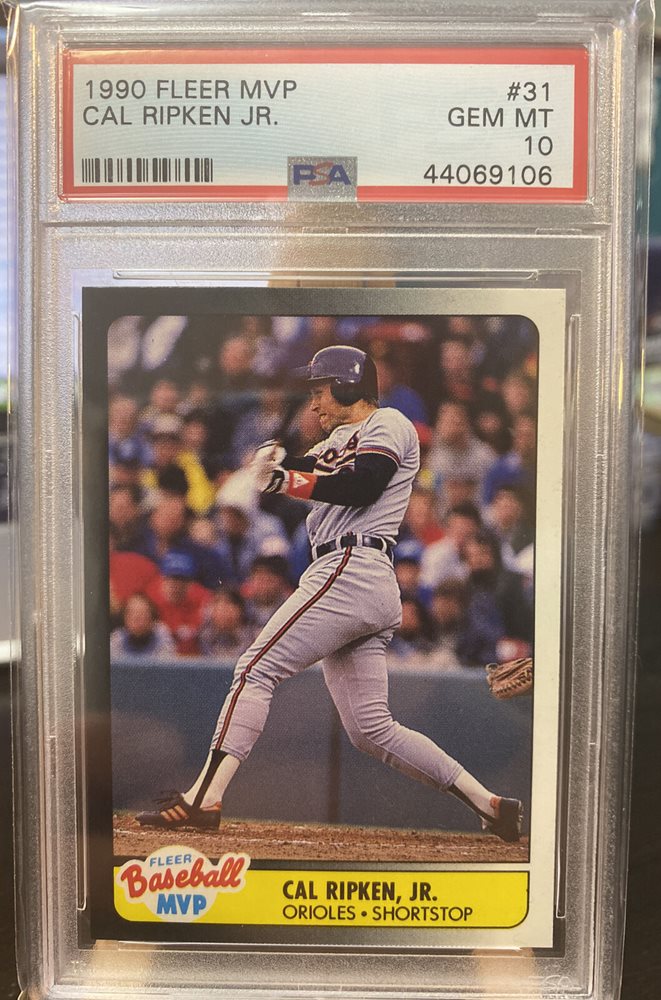 1990 FLEER MVP
#31
CAL RIPKEN JR.
GEM MT
10
PSA
44069106
FLEER
Baseball
MVP
CAL RIPKEN, JR.
ORIOLES • SHORTSTOP